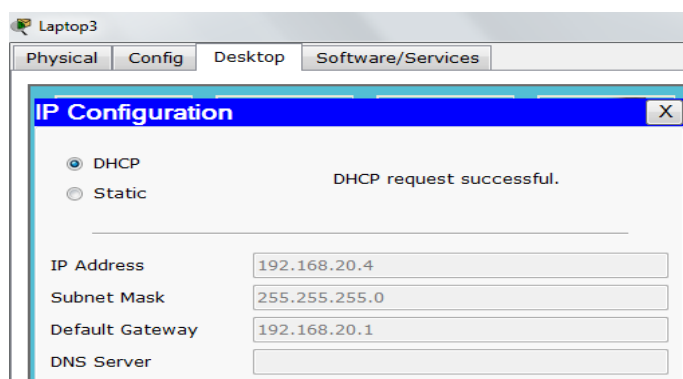 Laptop3
Physical Config Desktop Software/Services
IP Configuration X
DHCP
DHCP request successful.
Static
IP Address 192.168.20.4
Subnet Mask 255.255.255.0
Default Gateway 192.168.20.1
DNS Server